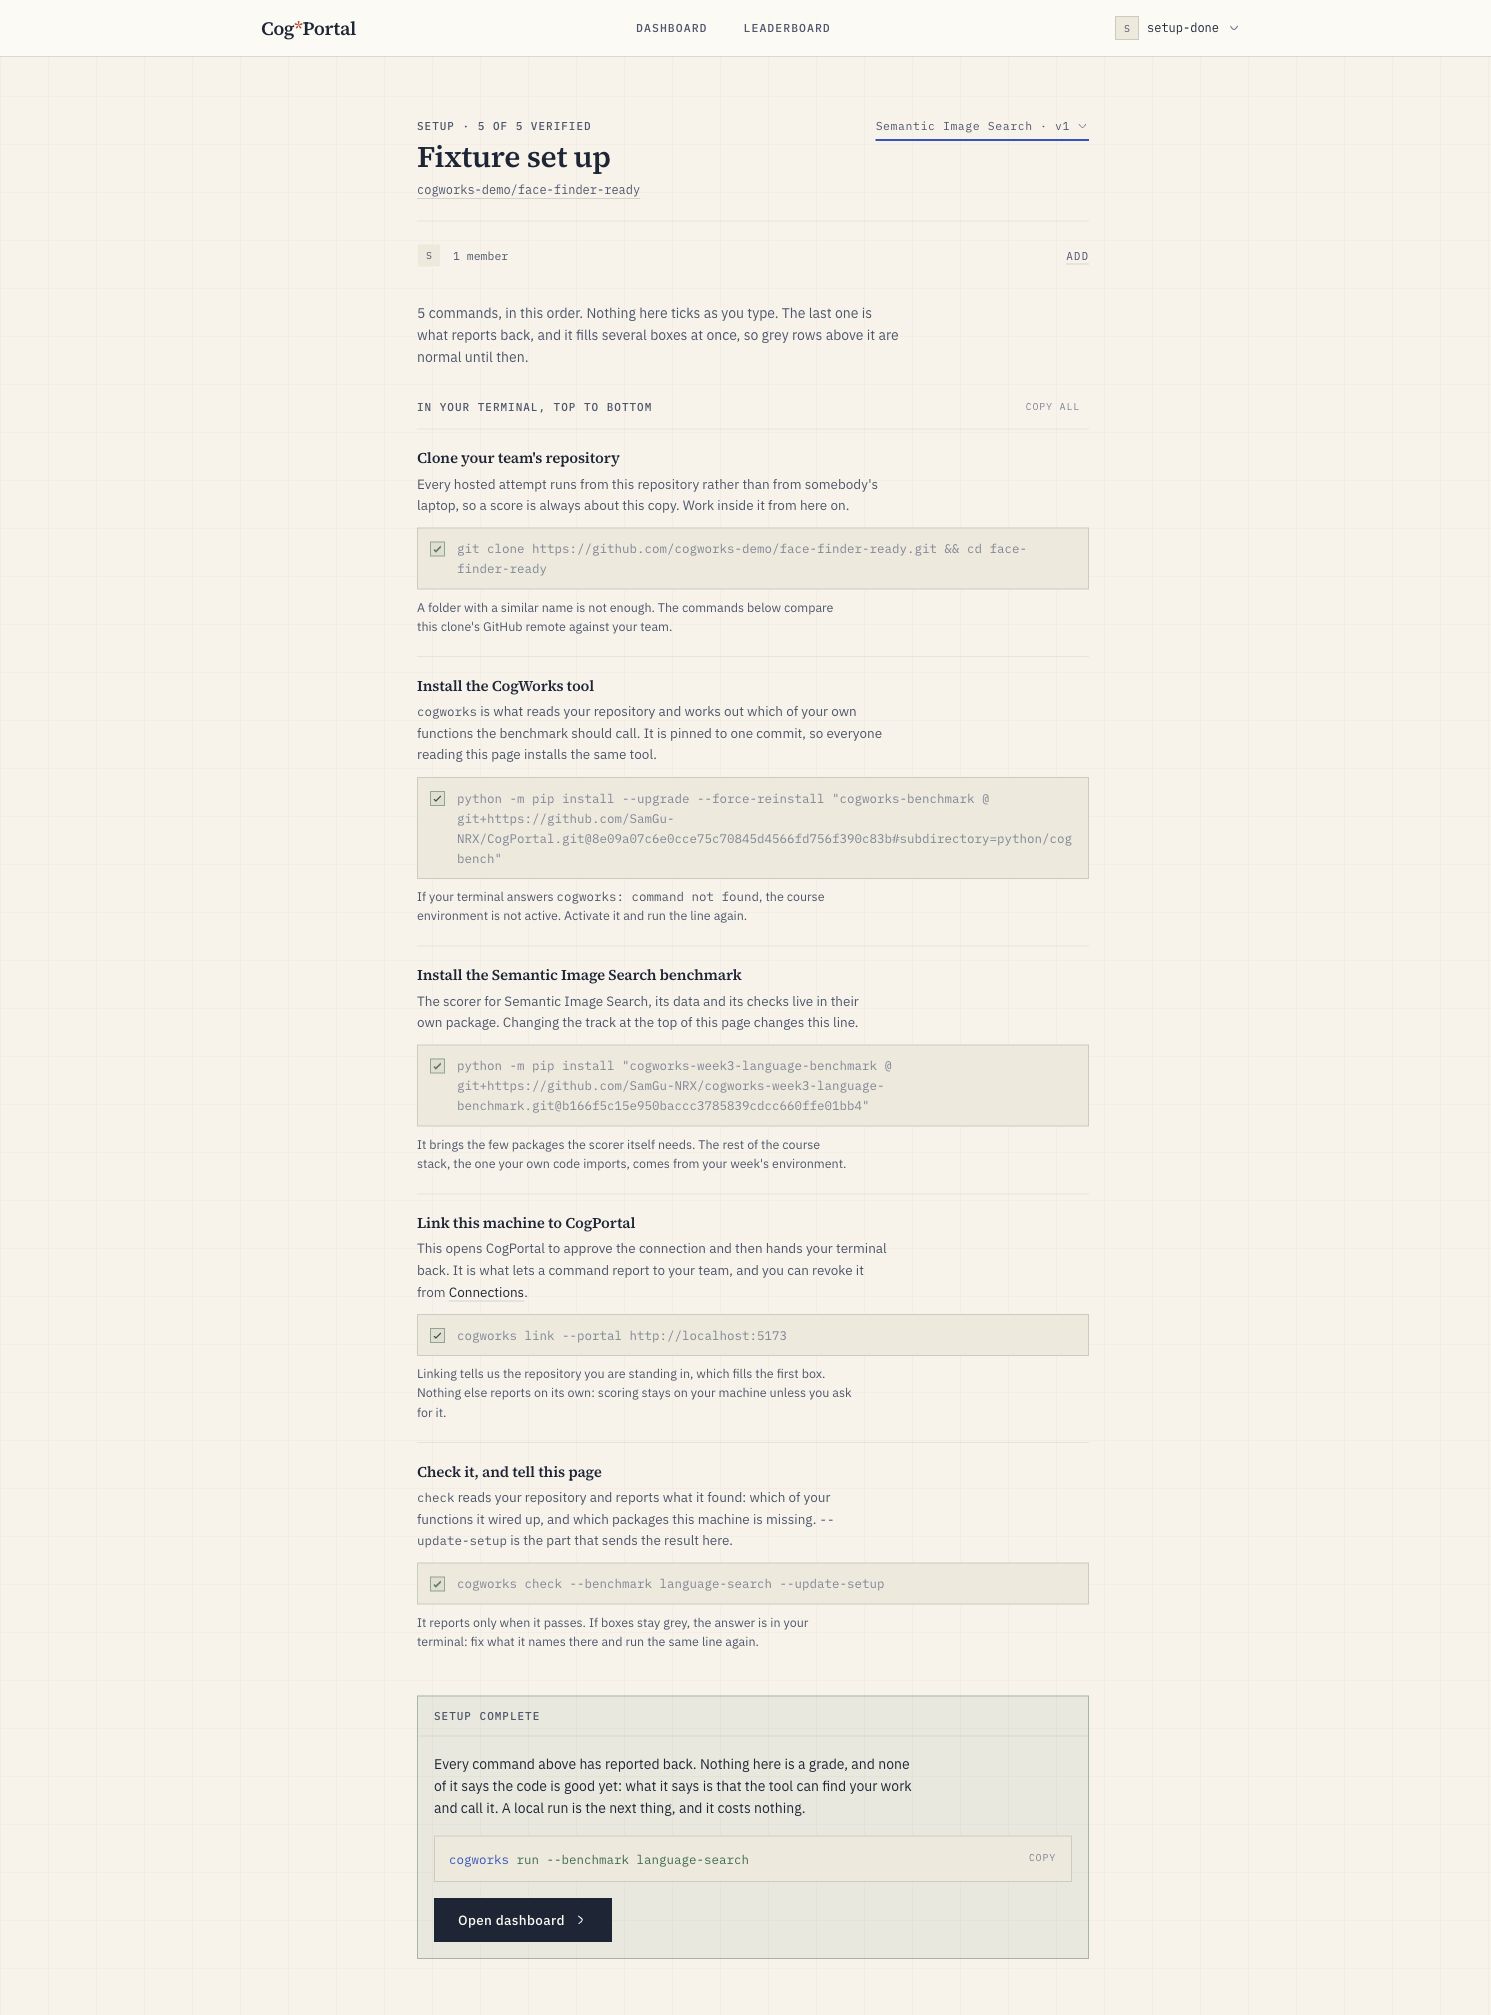 Cog*Portal
DASHBOARD
LEADERBOARD
S
setup-done
SETUP · 5 OF 5 VERIFIED
Semantic Image Search · v1
Fixture set up
cogworks-demo/face-finder-ready
S
1 member
ADD
5 commands, in this order. Nothing here ticks as you type. The last one is
what reports back, and it fills several boxes at once, so grey rows above it are
normal until then.
IN YOUR TERMINAL, TOP TO BOTTOM
COPY ALL
Clone your team's repository
Every hosted attempt runs from this repository rather than from somebody's
laptop, so a score is always about this copy. Work inside it from here on.
git clone https://github.com/cogworks-demo/face-finder-ready.git && cd face-
finder-ready
A folder with a similar name is not enough. The commands below compare
this clone's GitHub remote against your team.
Install the CogWorks tool
cogworks is what reads your repository and works out which of your own
functions the benchmark should call. It is pinned to one commit, so everyone
reading this page installs the same tool.
python -m pip install --upgrade --force-reinstall "cogworks-benchmark @
git+https://github.com/SamGu-
NRX/CogPortal.git@8e09a07c6e0cce75c70845d4566fd756f390c83b#subdirectory=python/cog
bench"
If your terminal answers cogworks: command not found, the course
environment is not active. Activate it and run the line again.
Install the Semantic Image Search benchmark
The scorer for Semantic Image Search, its data and its checks live in their
own package. Changing the track at the top of this page changes this line.
python -m pip install "cogworks-week3-language-benchmark @
git+https://github.com/SamGu-NRX/cogworks-week3-language-
benchmark.git@b166f5c15e950baccc3785839cdcc660ffe01bb4"
It brings the few packages the scorer itself needs. The rest of the course
stack, the one your own code imports, comes from your week's environment.
Link this machine to CogPortal
This opens CogPortal to approve the connection and then hands your terminal
back. It is what lets a command report to your team, and you can revoke it
from Connections.
cogworks link --portal http://localhost:5173
Linking tells us the repository you are standing in, which fills the first box.
Nothing else reports on its own: scoring stays on your machine unless you ask
for it.
Check it, and tell this page
check reads your repository and reports what it found: which of your
functions it wired up, and which packages this machine is missing. --
update-setup is the part that sends the result here.
cogworks check --benchmark language-search --update-setup
It reports only when it passes. If boxes stay grey, the answer is in your
terminal: fix what it names there and run the same line again.
SETUP COMPLETE
Every command above has reported back. Nothing here is a grade, and none
of it says the code is good yet: what it says is that the tool can find your work
and call it. A local run is the next thing, and it costs nothing.
cogworks run --benchmark language-search
COPY
Open dashboard